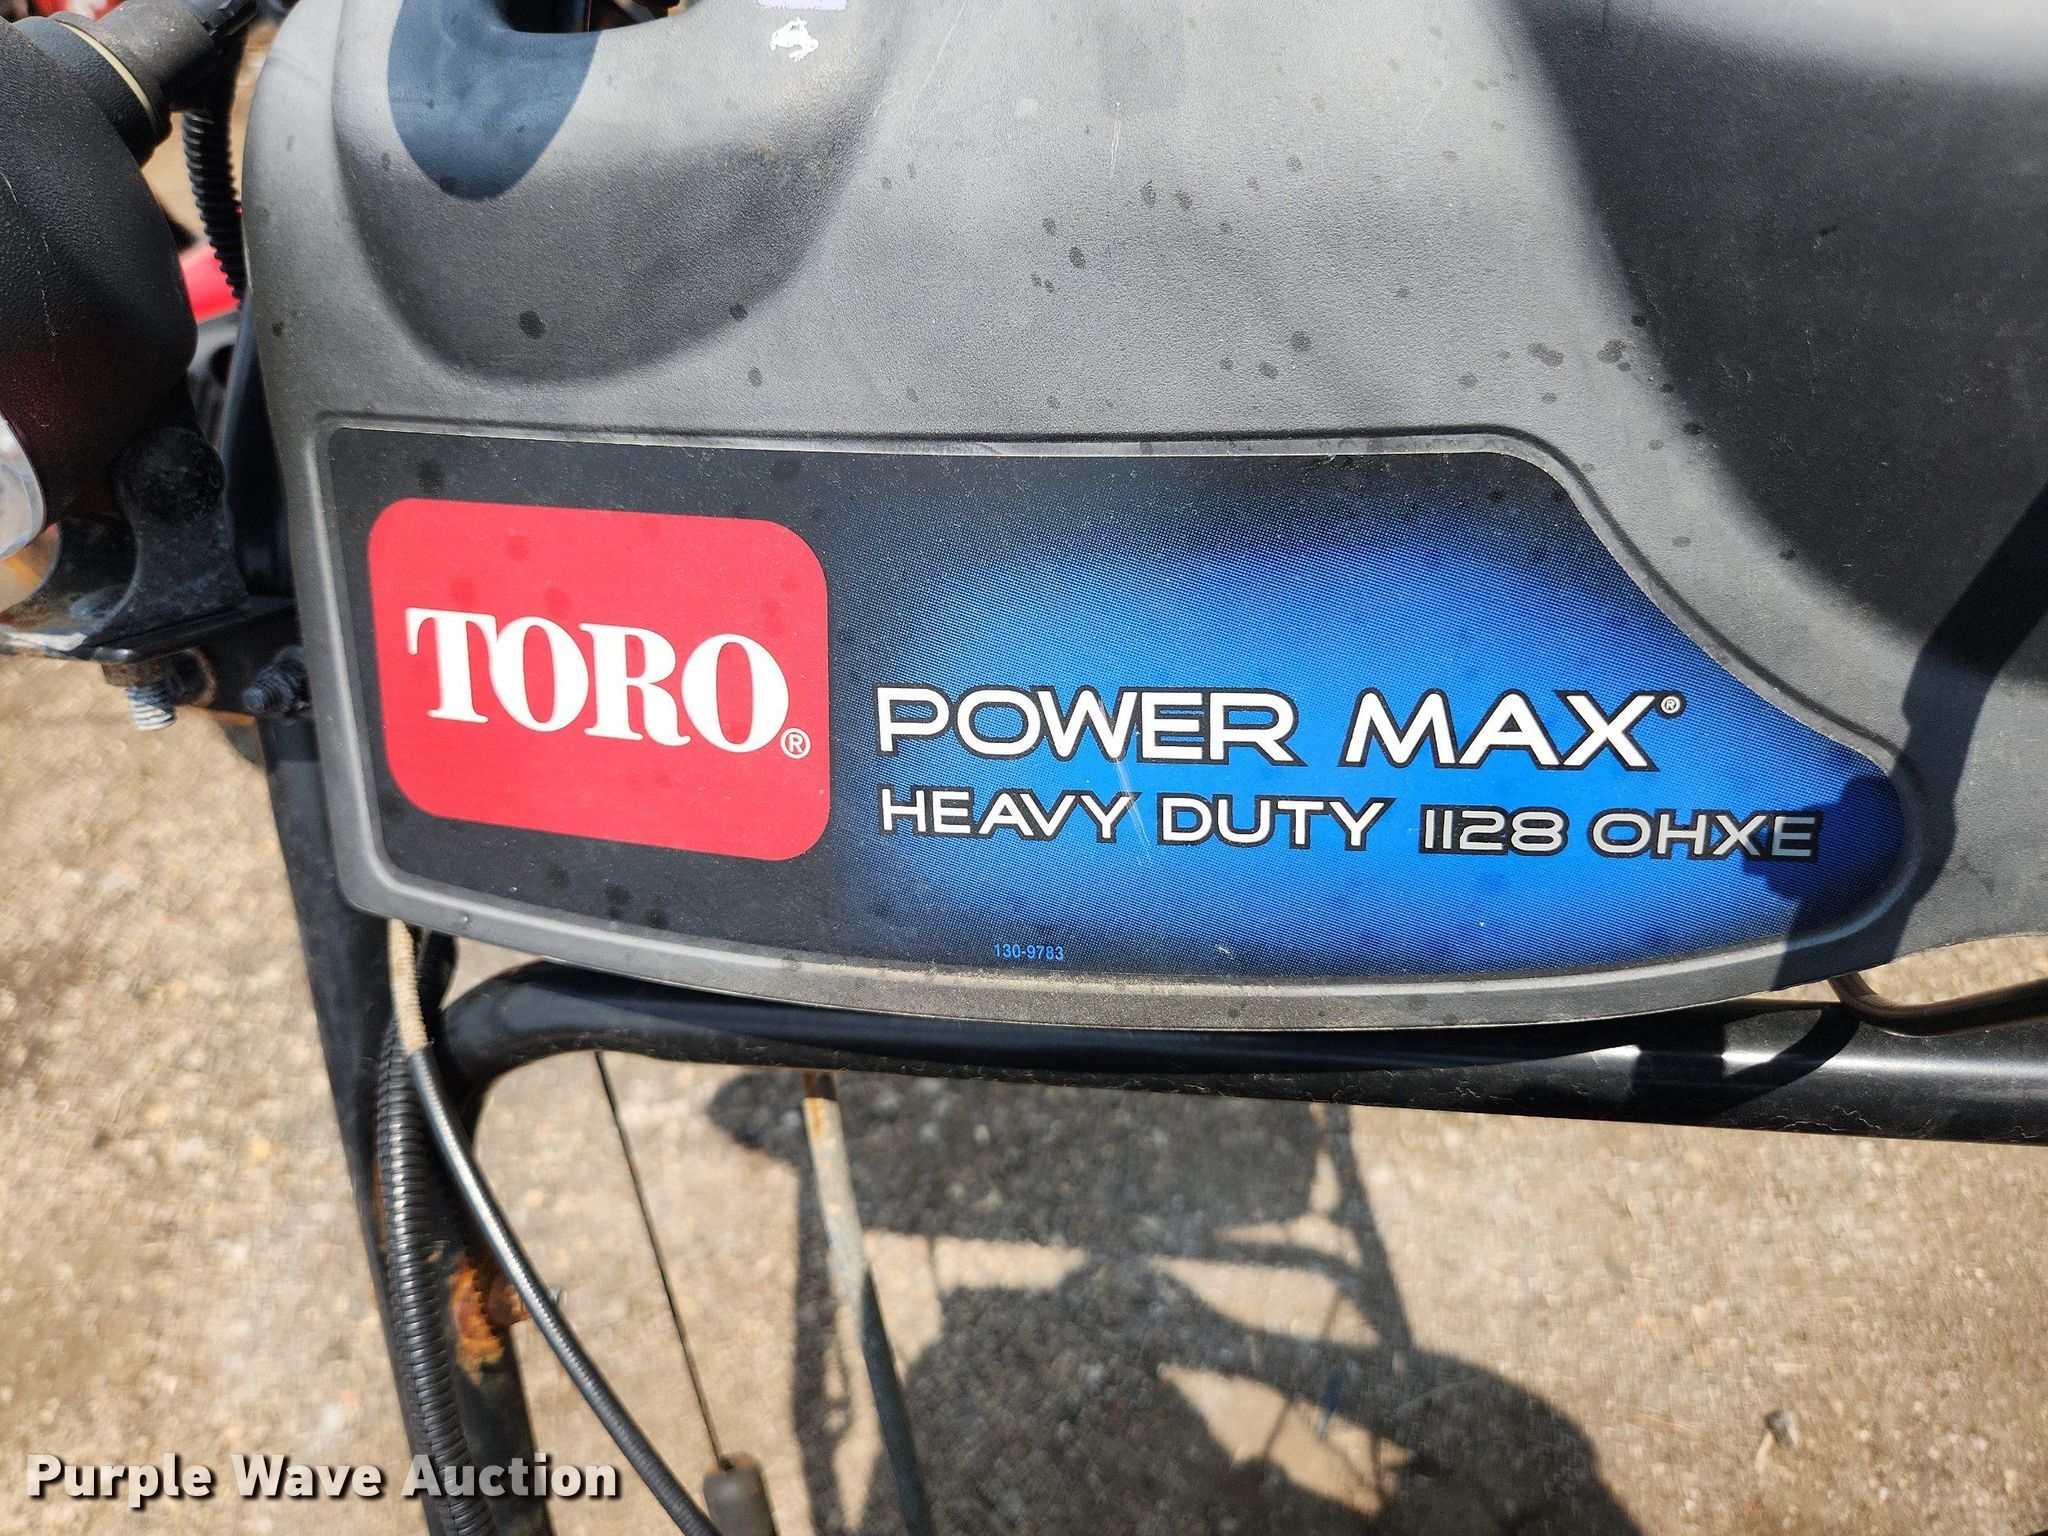 TORO®
POWER MAX®
HEAVY DUTY 1128 OHXE
130-9783
Purple Wave Auction